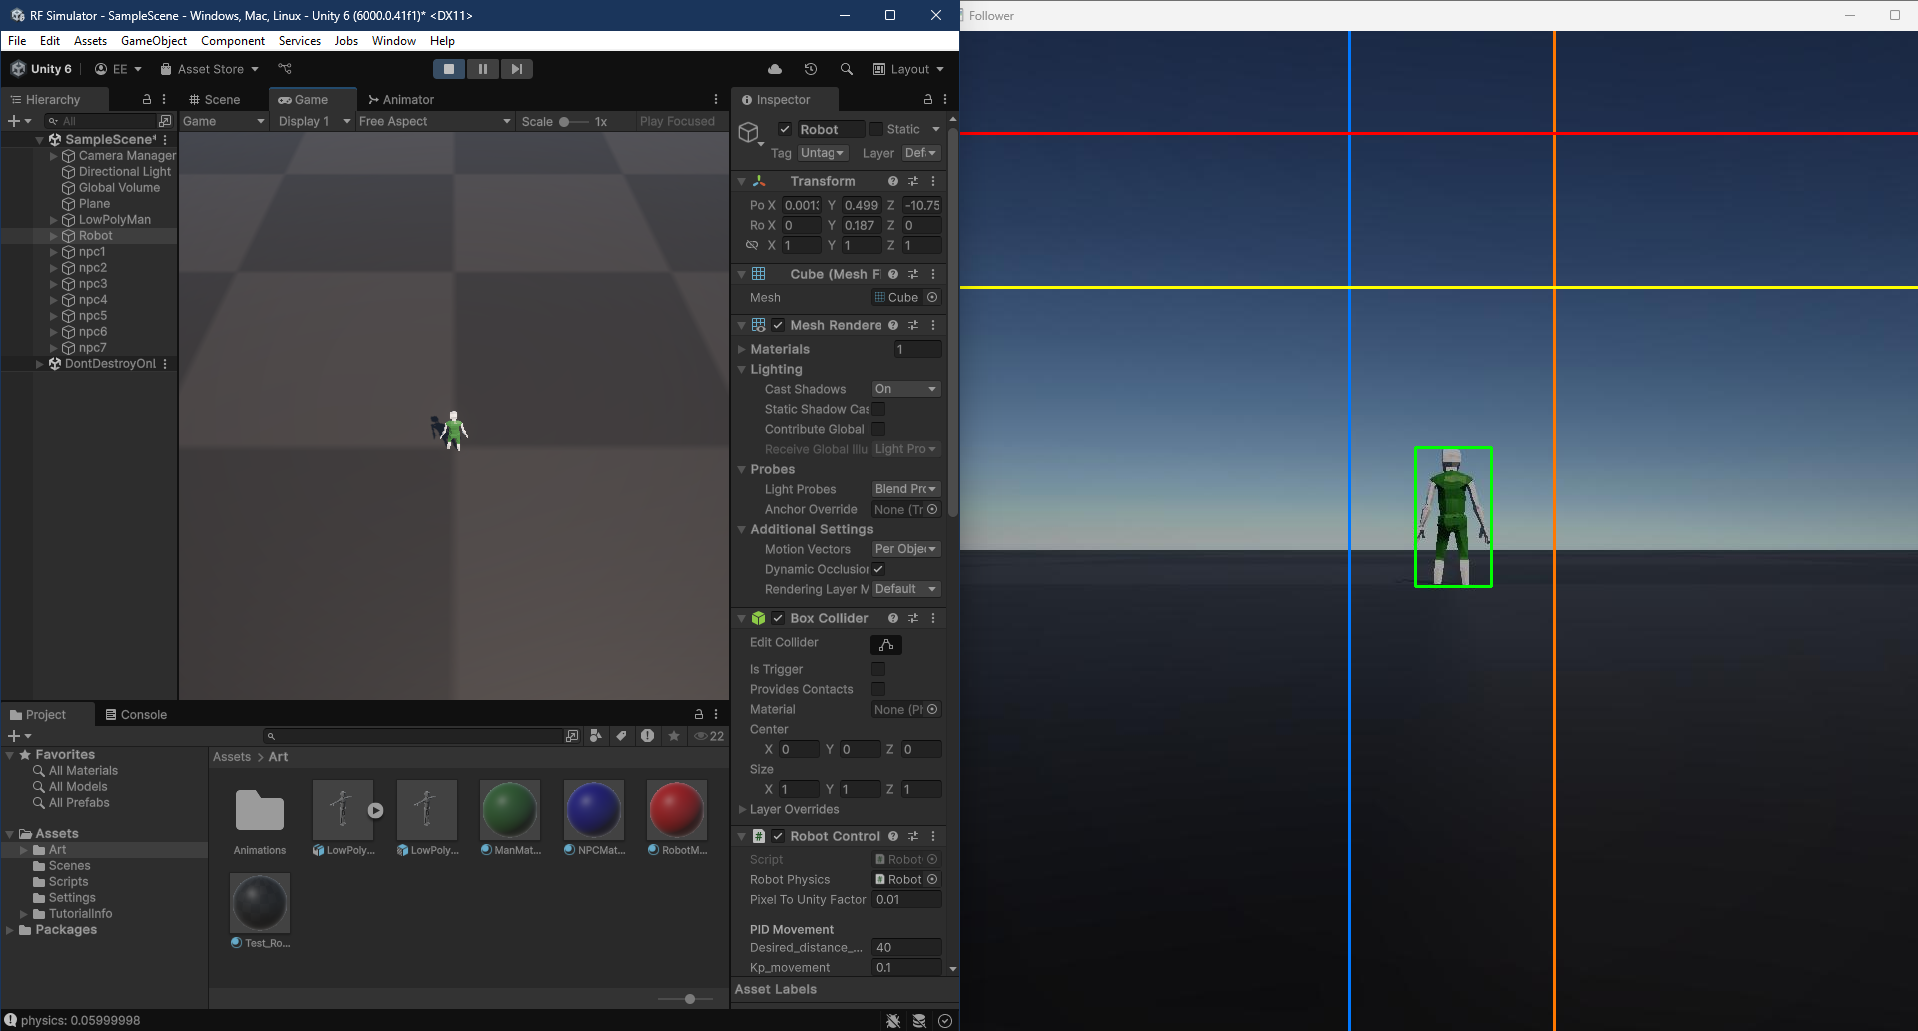 RF Simulator - SampleScene - Windows, Mac, Linux - Unity 6 (6000.0.41f1)* <DX11>
File Edit Assets GameObject Component Services Jobs Window Help
Unity 6 EE Asset Store Layout
Hierarchy
All
SampleScene*
Camera Manager
Directional Light
Global Volume
Plane
LowPolyMan
Robot
npc1
npc2
npc3
npc4
npc5
npc6
npc7
DontDestroyOnL
Scene Game Animator
Game Display 1 Free Aspect Scale 1x Play Focused
Inspector
Robot Static
Tag Untag Layer Def
Transform
Po X 0.001 Y 0.499 Z -10.75
Ro X 0 Y 0.187 Z 0
X 1 Y 1 Z 1
Cube (Mesh F
Mesh Cube
Mesh Rendere
Materials 1
Lighting
Cast Shadows On
Static Shadow Cas
Contribute Global
Receive Global Illu Light Pro
Probes
Light Probes Blend Pro
Anchor Override None (Tr
Additional Settings
Motion Vectors Per Obje
Dynamic Occlusion
Rendering Layer M Default
Box Collider
Edit Collider
Is Trigger
Provides Contacts
Material None (Ph
Center
X 0 Y 0 Z 0
Size
X 1 Y 1 Z 1
Layer Overrides
Robot Control
Script Robot
Robot Physics Robot
Pixel To Unity Factor 0.01
PID Movement
Desired_distance_... 40
Kp_movement 0.1
Asset Labels
Project Console
22
Favorites
All Materials
All Models
All Prefabs
Assets
Art
Scenes
Scripts
Settings
TutorialInfo
Packages
Assets > Art
Animations LowPoly... LowPoly... ManMat... NPCMat... RobotM...
Test_Ro...
physics: 0.05999998
Follower